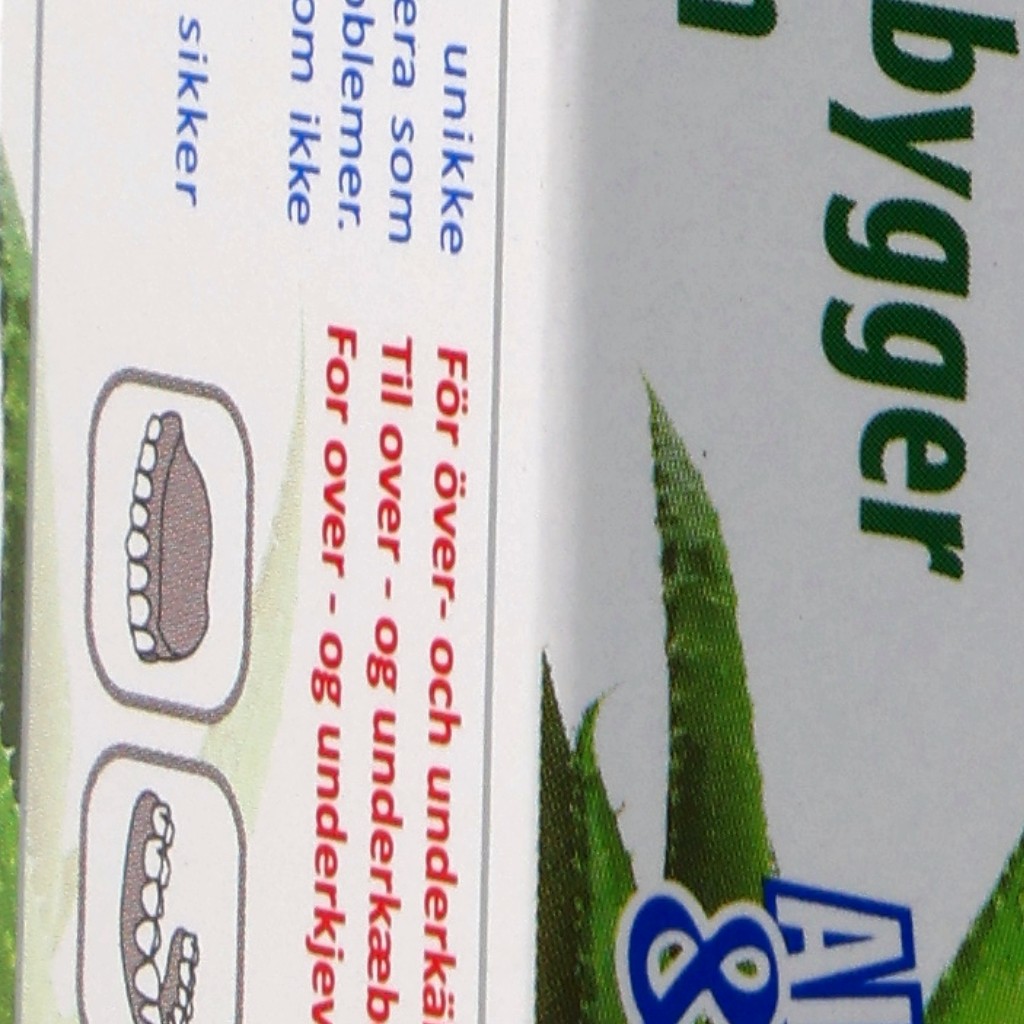 bygger
&
unikke
era som
oblemer.
om ikke
sikker
För över- och underkä
Til over - og underkæb
For over - og underkjev